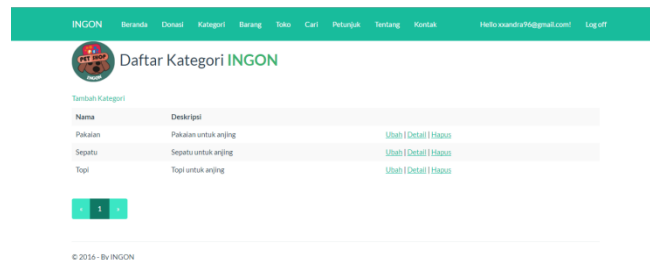 INGON Beranda Donasi Kategori Barang Toko Cari Petunjuk Tentang Kontak Hello xxandra96@gmail.com! Log off
PET SHOP
INGON
Daftar Kategori INGON
Tambah Kategori
Nama Deskripsi
Pakaian Pakaian untuk anjing Ubah | Detail | Hapus
Sepatu Sepatu untuk anjing Ubah | Detail | Hapus
Topi Topi untuk anjing Ubah | Detail | Hapus
« 1 »
© 2016 - By INGON